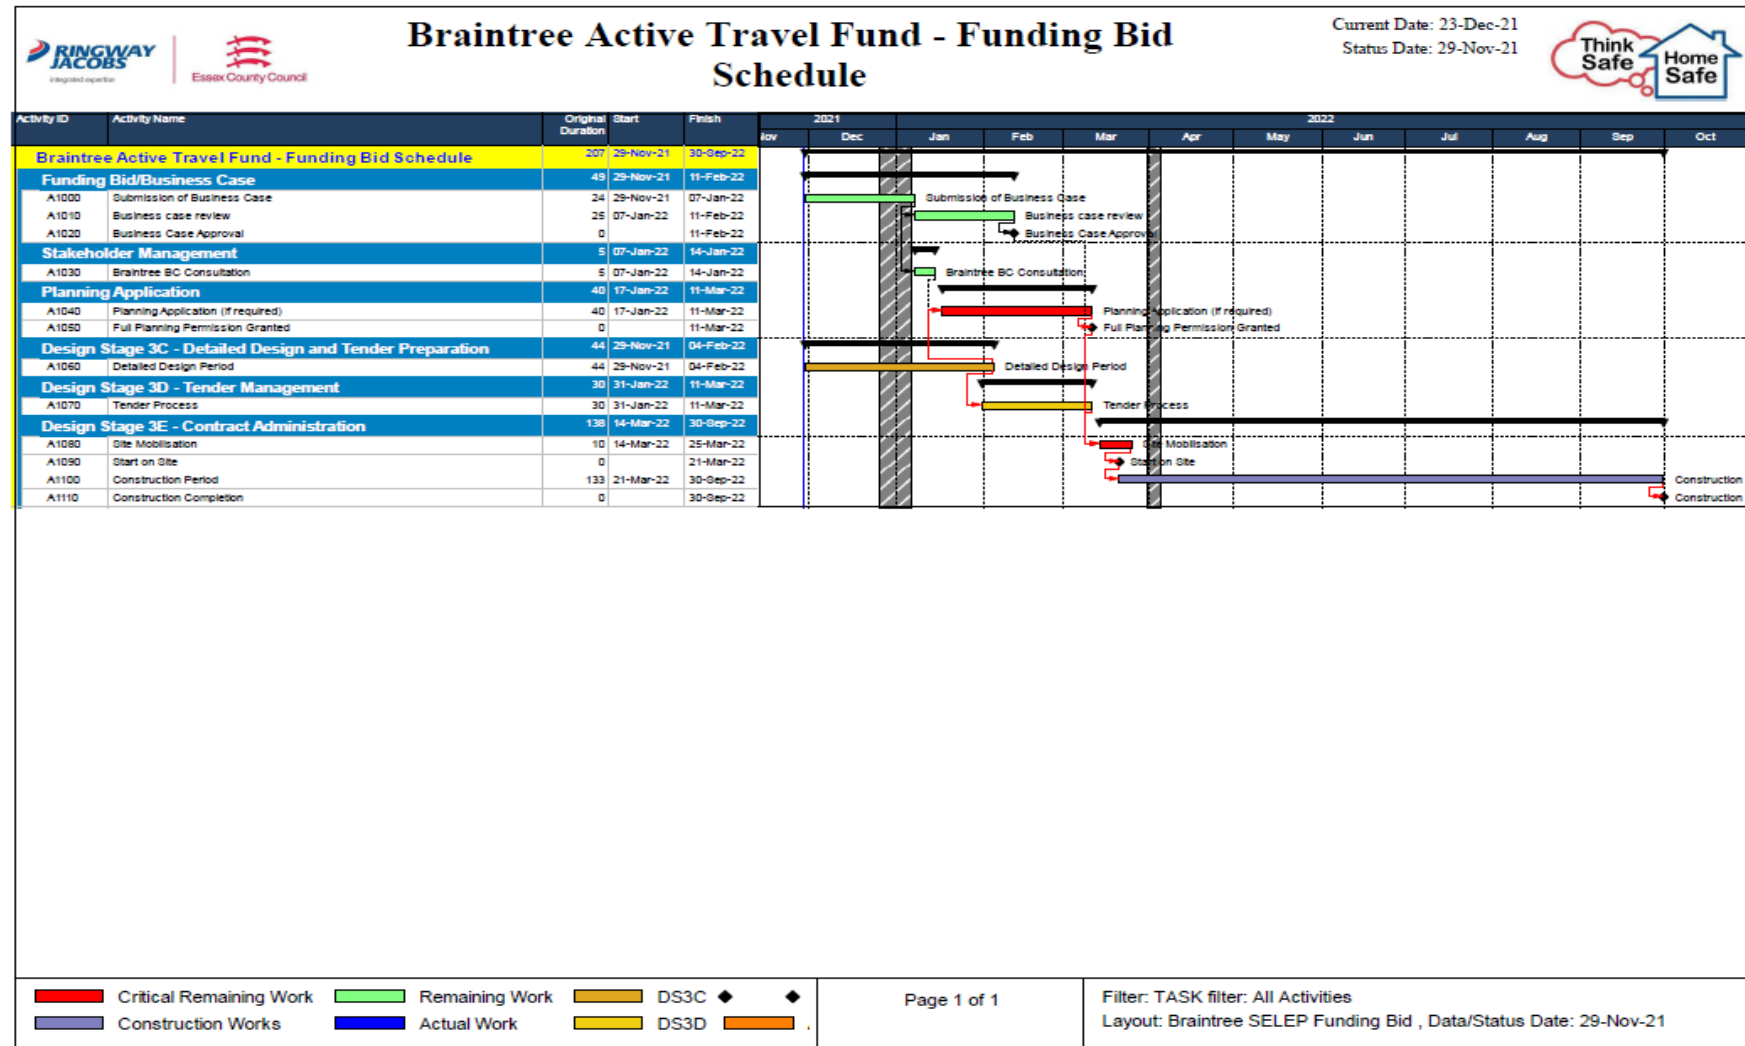 RINGWAY
JACOBS
integrated expertise
Essex County Council
Braintree Active Travel Fund - Funding Bid
Schedule
Current Date: 23-Dec-21
Status Date: 29-Nov-21
Think
Safe
Home
Safe
Activity ID Activity Name Original Duration Start Finish 2021 2022
Nov Dec Jan Feb Mar Apr May Jun Jul Aug Sep Oct
Braintree Active Travel Fund - Funding Bid Schedule 207 29-Nov-21 30-Sep-22
Funding Bid/Business Case 49 29-Nov-21 11-Feb-22
A1000 Submission of Business Case 24 29-Nov-21 07-Jan-22 Submission of Business Case
A1010 Business case review 25 07-Jan-22 11-Feb-22 Business case review
A1020 Business Case Approval 0 11-Feb-22 Business Case Approval
Stakeholder Management 5 07-Jan-22 14-Jan-22
A1030 Braintree BC Consultation 5 07-Jan-22 14-Jan-22 Braintree BC Consultation
Planning Application 40 17-Jan-22 11-Mar-22
A1040 Planning Application (if required) 40 17-Jan-22 11-Mar-22 Planning Application (if required)
A1050 Full Planning Permission Granted 0 11-Mar-22 Full Planning Permission Granted
Design Stage 3C - Detailed Design and Tender Preparation 44 29-Nov-21 04-Feb-22
A1060 Detailed Design Period 44 29-Nov-21 04-Feb-22 Detailed Design Period
Design Stage 3D - Tender Management 30 31-Jan-22 11-Mar-22
A1070 Tender Process 30 31-Jan-22 11-Mar-22 Tender Process
Design Stage 3E - Contract Administration 138 14-Mar-22 30-Sep-22
A1080 Site Mobilisation 10 14-Mar-22 25-Mar-22 Site Mobilisation
A1090 Start on Site 0 21-Mar-22 Start on Site
A1100 Construction Period 133 21-Mar-22 30-Sep-22 Construction
A1110 Construction Completion 0 30-Sep-22 Construction
Critical Remaining Work Remaining Work DS3C
Construction Works Actual Work DS3D
Page 1 of 1
Filter: TASK filter: All Activities
Layout: Braintree SELEP Funding Bid , Data/Status Date: 29-Nov-21